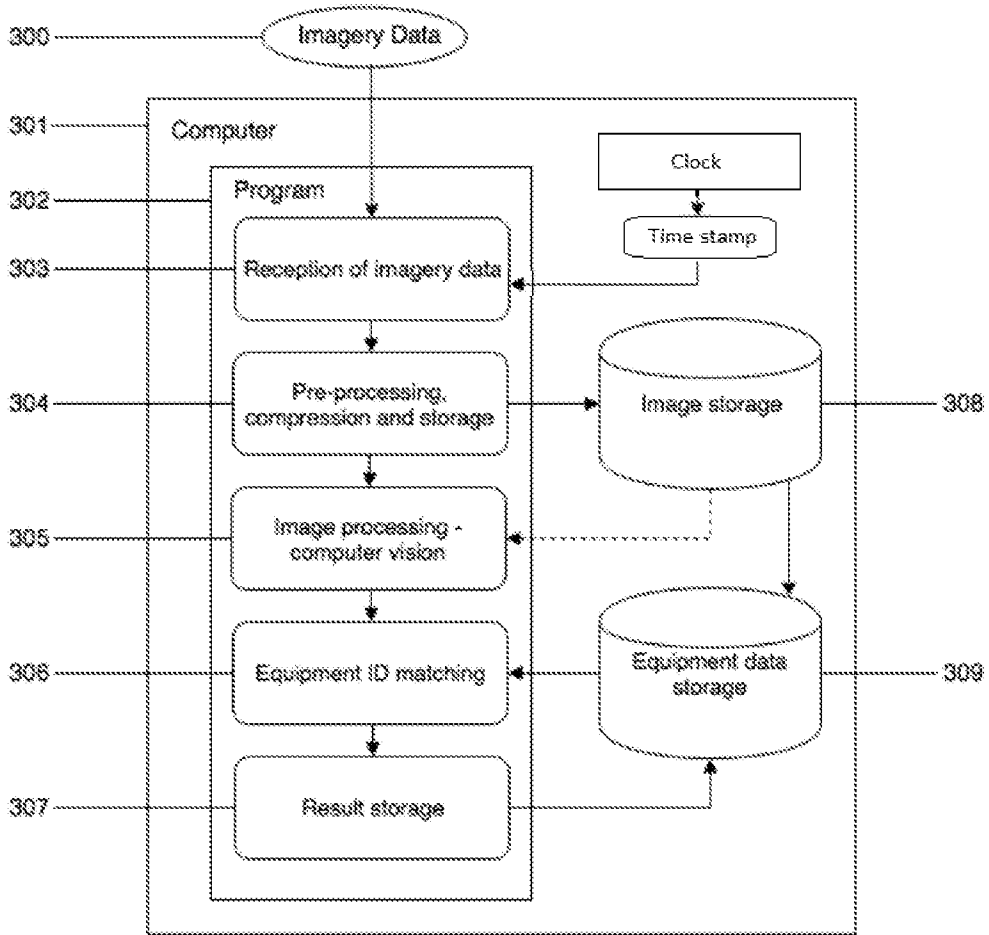 300
Imagery Data
301
Computer
Clock
302
Program
Time stamp
303
Reception of imagery data
304
Pre-processing,
compression and storage
Image storage
308
305
Image processing -
computer vision
306
Equipment ID matching
Equipment data
storage
309
307
Result storage